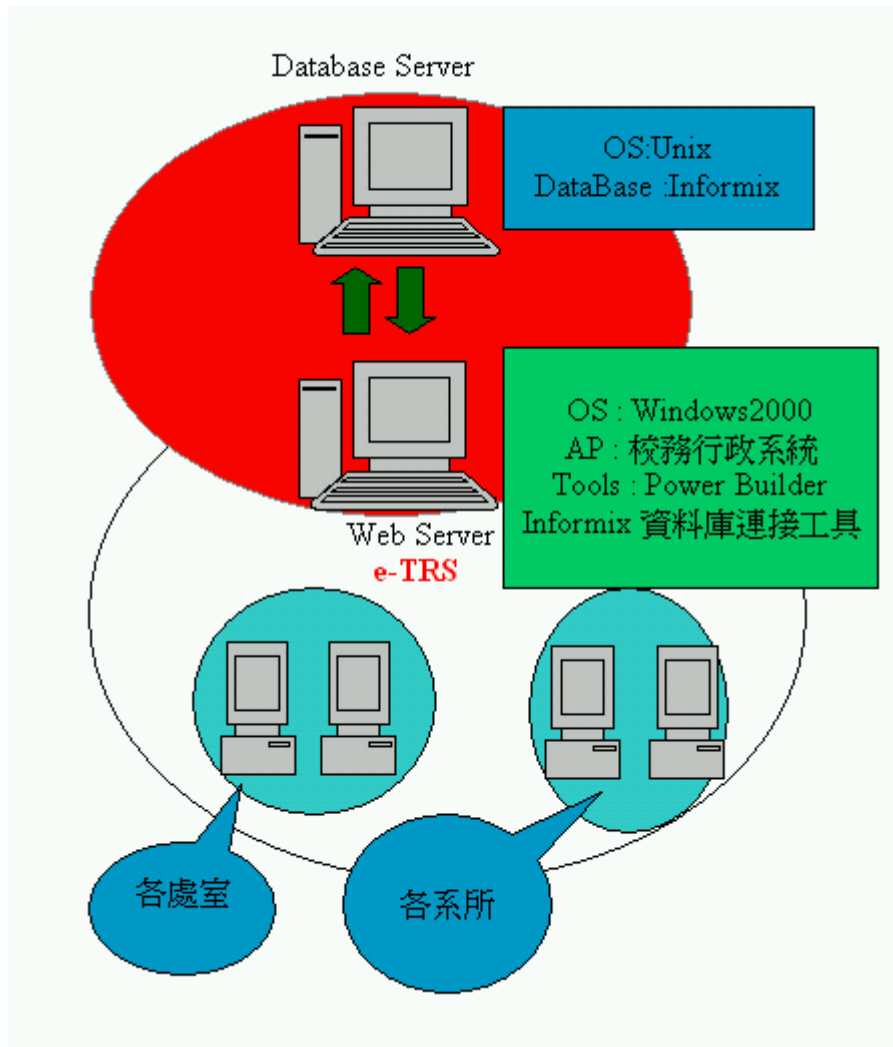 Database Server
OS:Unix
DataBase :Informix
OS : Windows2000
AP : 校務行政系統
Tools : Power Builder
Informix 資料庫連接工具
Web Server
e-TRS
各處室
各系所